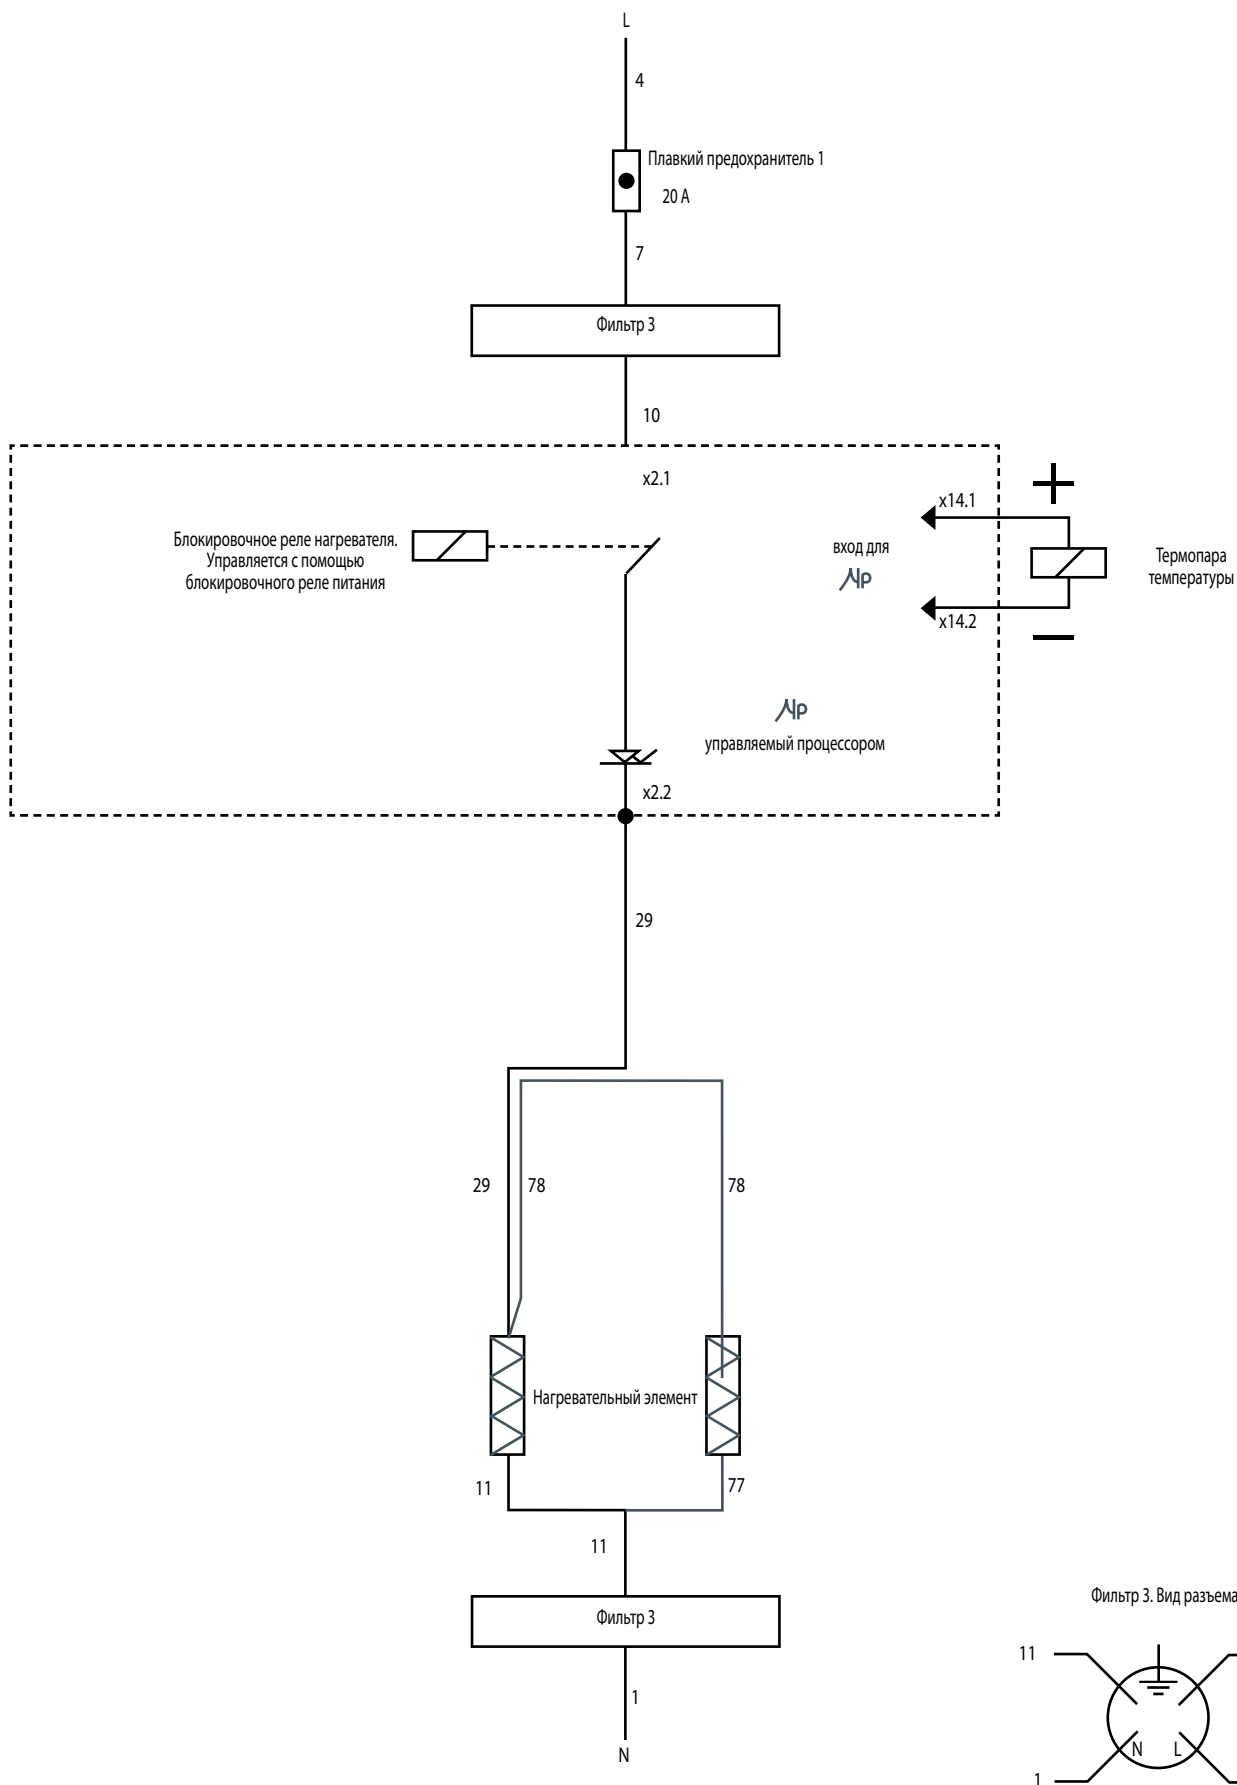 L
4
Плавкий предохранитель 1
20 А
7
Фильтр 3
10
x2.1
x14.1
Блокировочное реле нагревателя.
Управляется с помощью
блокировочного реле питания
вход для
μp
Термопара
температуры
x14.2
μp
управляемый процессором
x2.2
29
29
78
78
Нагревательный элемент
11
77
11
Фильтр 3
Фильтр 3. Вид разъема
11
1
N
L
1
N